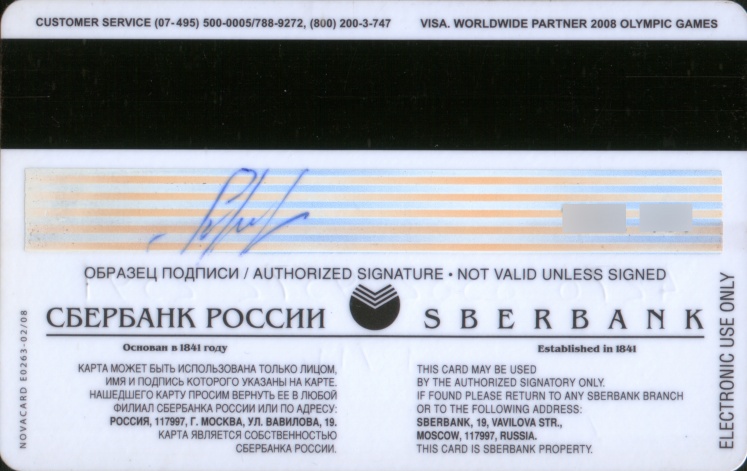 CUSTOMER SERVICE (07-495) 500-0005/788-9272, (800) 200-3-747
VISA. WORLDWIDE PARTNER 2008 OLYMPIC GAMES
ОБРАЗЕЦ ПОДПИСИ / AUTHORIZED SIGNATURE • NOT VALID UNLESS SIGNED
СБЕРБАНК РОССИИ
SBERBANK
Основан в 1841 году
Established in 1841
КАРТА МОЖЕТ БЫТЬ ИСПОЛЬЗОВАНА ТОЛЬКО ЛИЦОМ,
ИМЯ И ПОДПИСЬ КОТОРОГО УКАЗАНЫ НА КАРТЕ.
НАШЕДШЕГО КАРТУ ПРОСИМ ВЕРНУТЬ ЕЕ В ЛЮБОЙ
ФИЛИАЛ СБЕРБАНКА РОССИИ ИЛИ ПО АДРЕСУ:
РОССИЯ, 117997, Г. МОСКВА, УЛ. ВАВИЛОВА, 19.
КАРТА ЯВЛЯЕТСЯ СОБСТВЕННОСТЬЮ
СБЕРБАНКА РОССИИ.
THIS CARD MAY BE USED
BY THE AUTHORIZED SIGNATORY ONLY.
IF FOUND PLEASE RETURN TO ANY SBERBANK BRANCH
OR TO THE FOLLOWING ADDRESS:
SBERBANK, 19, VAVILOVA STR.,
MOSCOW, 117997, RUSSIA.
THIS CARD IS SBERBANK PROPERTY.
NOVACARD E0263-02/08
ELECTRONIC USE ONLY